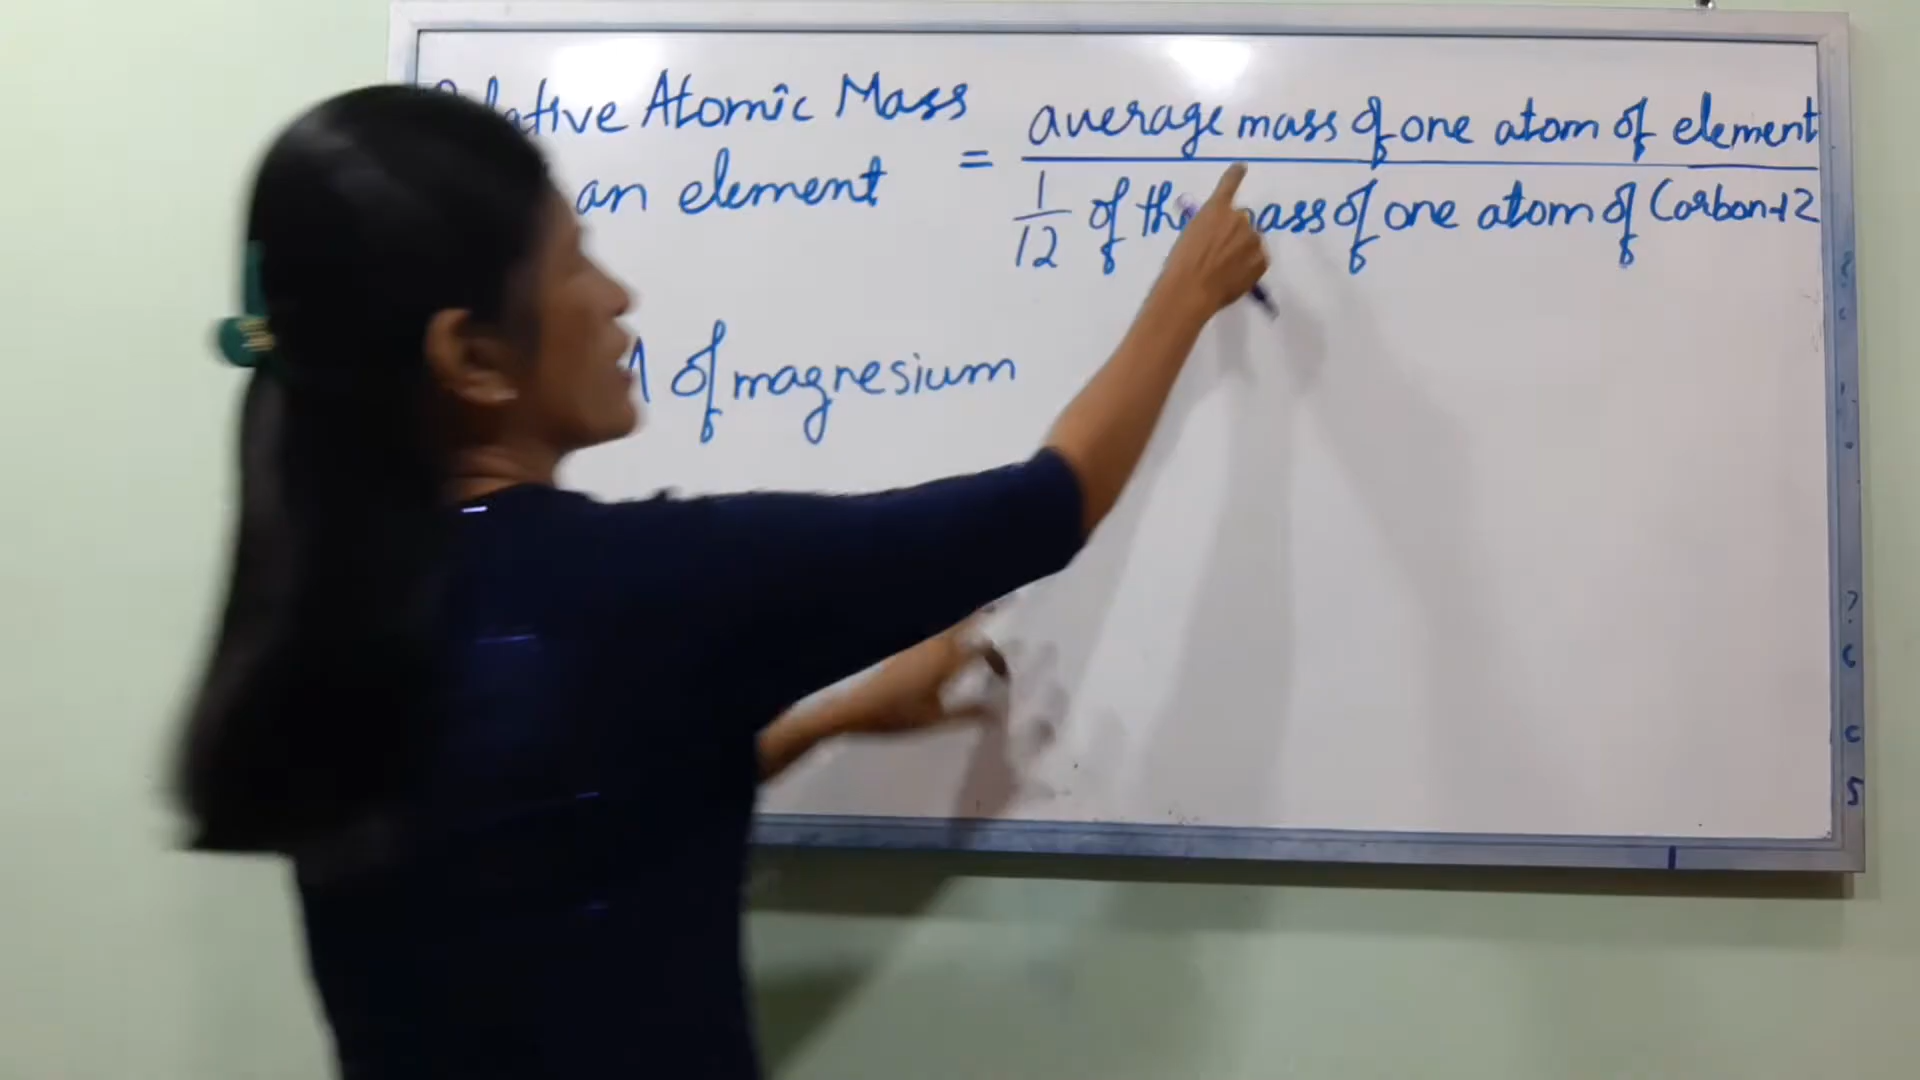 Relative Atomic Mass
an element
=
average mass of one atom of element
1
12
of the mass of one atom of Carbon-12
of magnesium